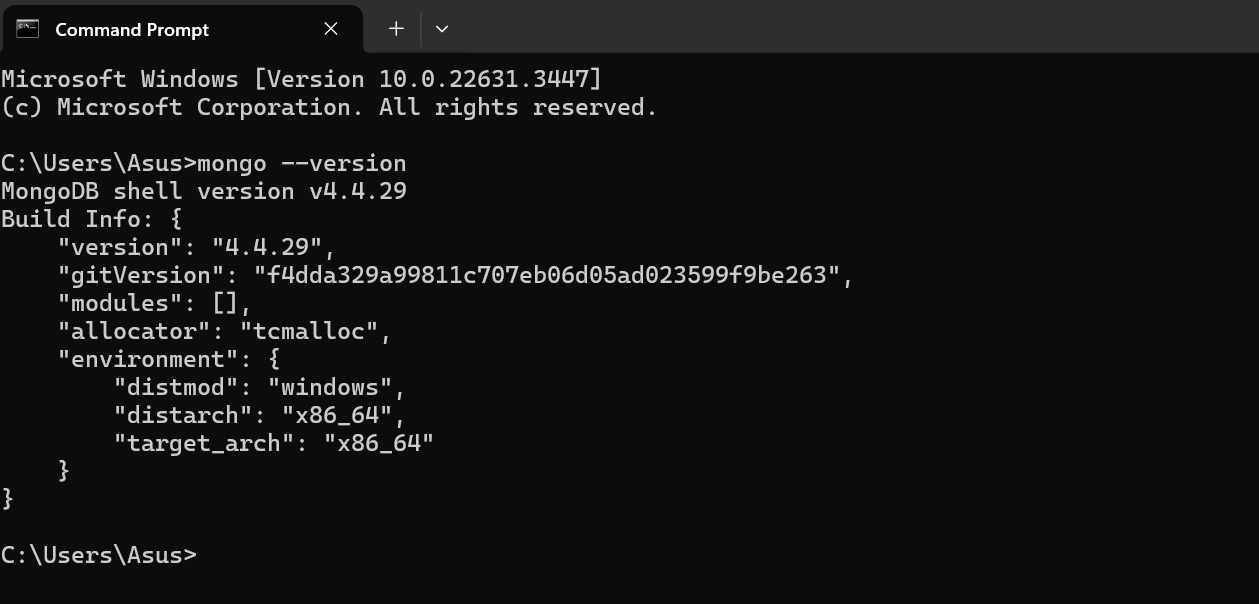 Command Prompt
Microsoft Windows [Version 10.0.22631.3447]
(c) Microsoft Corporation. All rights reserved.
C:\Users\Asus>mongo --version
MongoDB shell version v4.4.29
Build Info: {
    "version": "4.4.29",
    "gitVersion": "f4dda329a99811c707eb06d05ad023599f9be263",
    "modules": [],
    "allocator": "tcmalloc",
    "environment": {
        "distmod": "windows",
        "distarch": "x86_64",
        "target_arch": "x86_64"
    }
}
C:\Users\Asus>